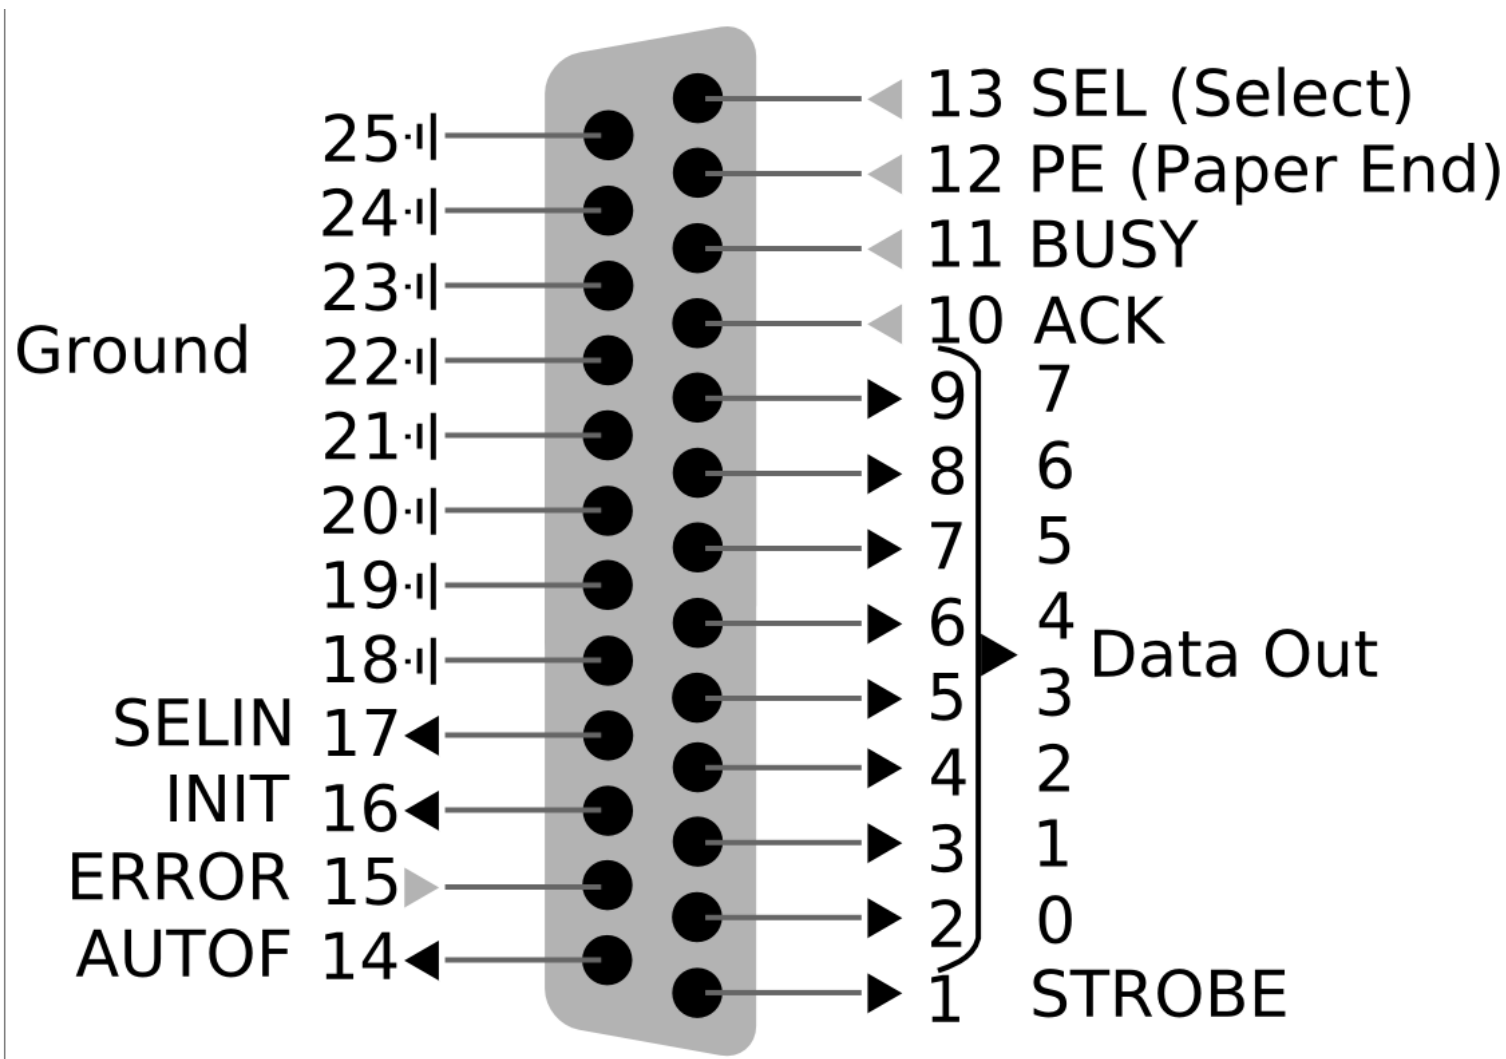 13 SEL (Select)
25
12 PE (Paper End)
24
11 BUSY
23
10 ACK
Ground
22
9 7
21
8 6
20
7 5
19
6 4
Data Out
18
5 3
SELIN 17
4 2
INIT 16
3 1
ERROR 15
2 0
AUTOF 14
1 STROBE